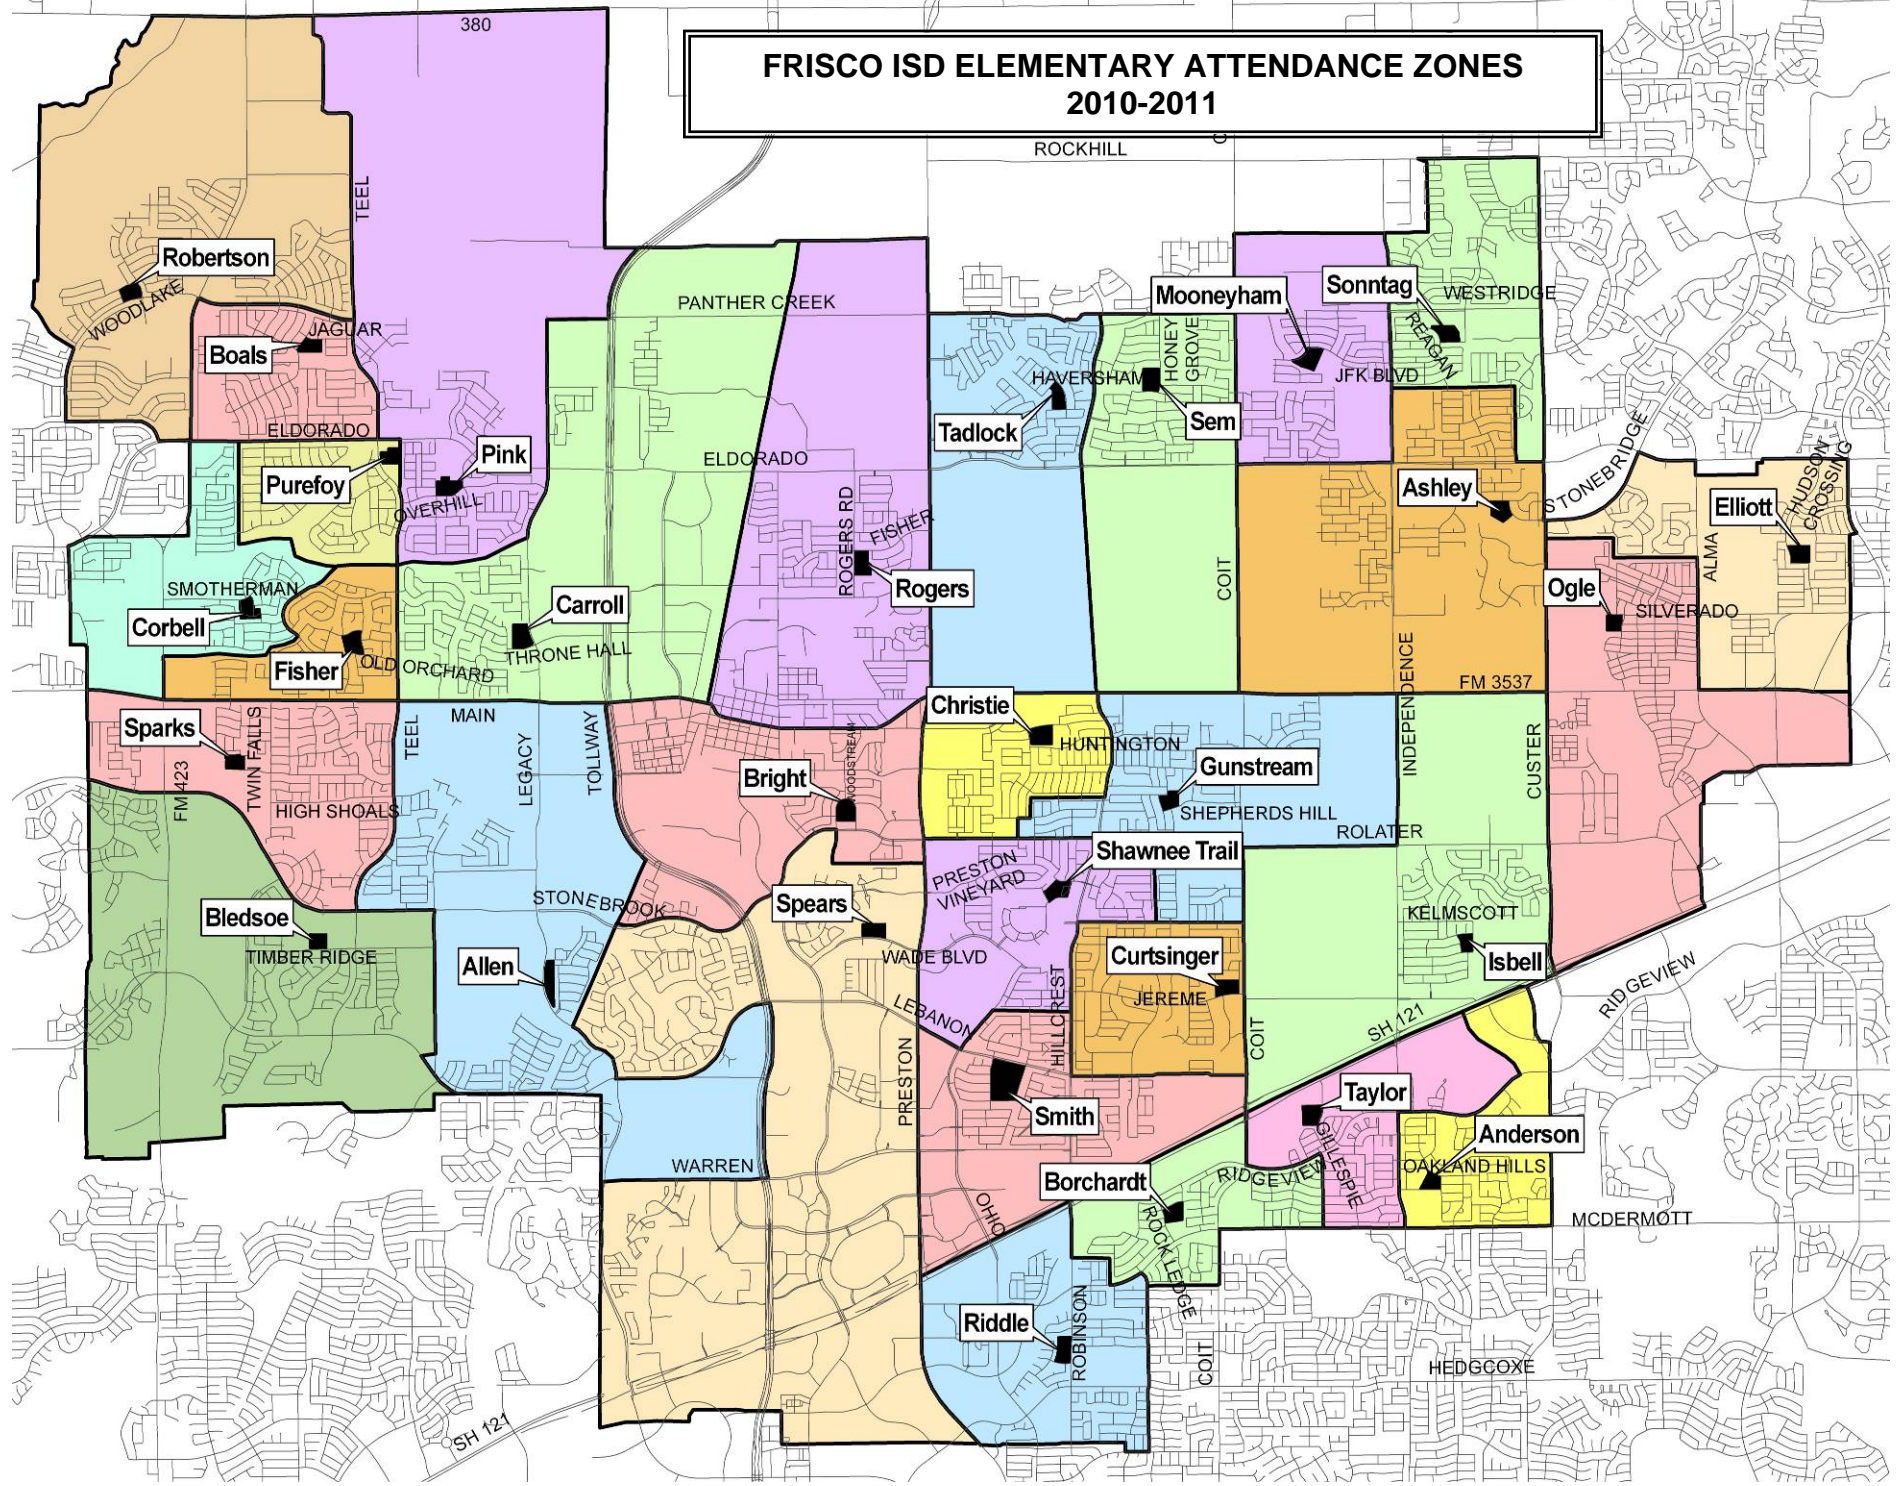 380
FRISCO ISD ELEMENTARY ATTENDANCE ZONES
2010-2011
ROCKHILL
TEEL
Robertson
WOODLAKE
JAGUAR
Boals
ELDORADO
PANTHER CREEK
Mooneyham
Sonntag
WESTRIDGE
REAGAN
HONEY
GROVE
JFK BLVD
HAVERSHAM
Tadlock
Sem
Purefoy
Pink
OVERHILL
ELDORADO
ROGERS RD
FISHER
Rogers
Ashley
STONEBRIDGE
HUDSON
CROSSING
Elliott
ALMA
COIT
Ogle
SILVERADO
SMOTHERMAN
Corbell
Fisher
OLD ORCHARD
Carroll
THRONE HALL
FM 3537
INDEPENDENCE
CUSTER
Sparks
TWIN FALLS
FM 423
HIGH SHOALS
TEEL
MAIN
LEGACY
TOLLWAY
WOODSTREAM
Bright
Christie
HUNTINGTON
Gunstream
SHEPHERDS HILL
ROLATER
Shawnee Trail
PRESTON
VINEYARD
Bledsoe
TIMBER RIDGE
STONEBROOK
Allen
Spears
WADE BLVD
LEBANON
HILLCREST
Curtsinger
JEREME
KELMSCOTT
Isbell
RIDGEVIEW
SH 121
COIT
PRESTON
Smith
Taylor
GILLESPIE
Anderson
OAKLAND HILLS
WARREN
Borchardt
RIDGEVIEW
ROCK LEDGE
OHIO
MCDERMOTT
Riddle
ROBINSON
COIT
HEDGCOXE
SH 121